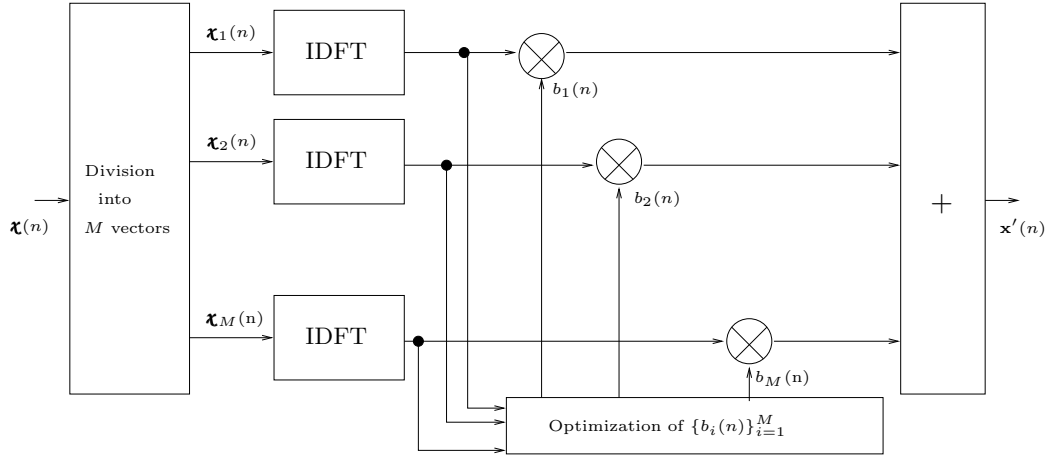 𝝌₁(n)
IDFT
b₁(n)
𝝌₂(n)
IDFT
b₂(n)
Division
into
M vectors
𝝌(n)
+
𝐱′(n)
𝝌_M(n)
IDFT
b_M(n)
Optimization of {b_i(n)}_{i=1}^M